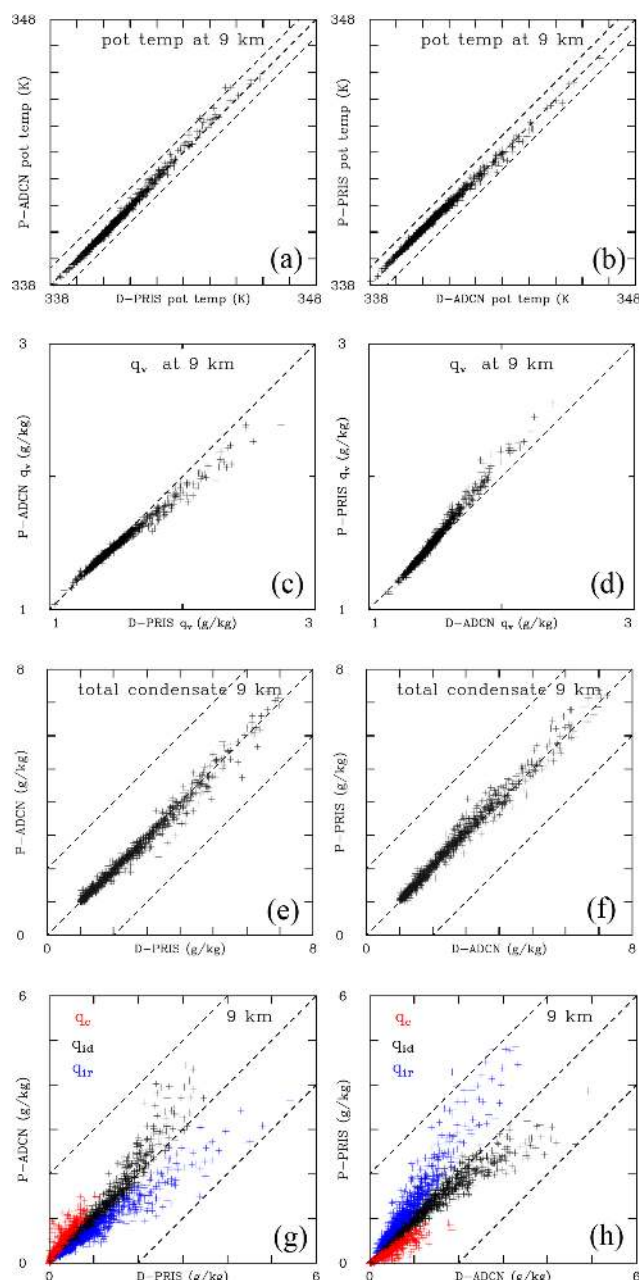 348 348
pot temp at 9 km pot temp at 9 km
P-ADCN pot temp (K) P-PRIS pot temp (K)
(a) (b)
338 338
338 D-PRIS pot temp (K) 348 338 D-ADCN pot temp (K 348
3 3
q_v at 9 km q_v at 9 km
P-ADCN q_v (g/kg) P-PRIS q_v (g/kg)
(c) (d)
1 1
1 D-PRIS q_v (g/kg) 3 1 D-ADCN q_v (g/kg) 3
8 8
total condensate 9 km total condensate 9 km
P-ADCN (g/kg) P-PRIS (g/kg)
(e) (f)
0 0
0 D-PRIS (g/kg) 8 0 D-ADCN (g/kg) 8
6 6
q_c 9 km q_c 9 km
q_id q_id
q_ir q_ir
P-ADCN (g/kg) P-PRIS (g/kg)
(g) (h)
0 0
0 D-PRIS (g/kg) 6 0 D-ADCN (g/kg) 6